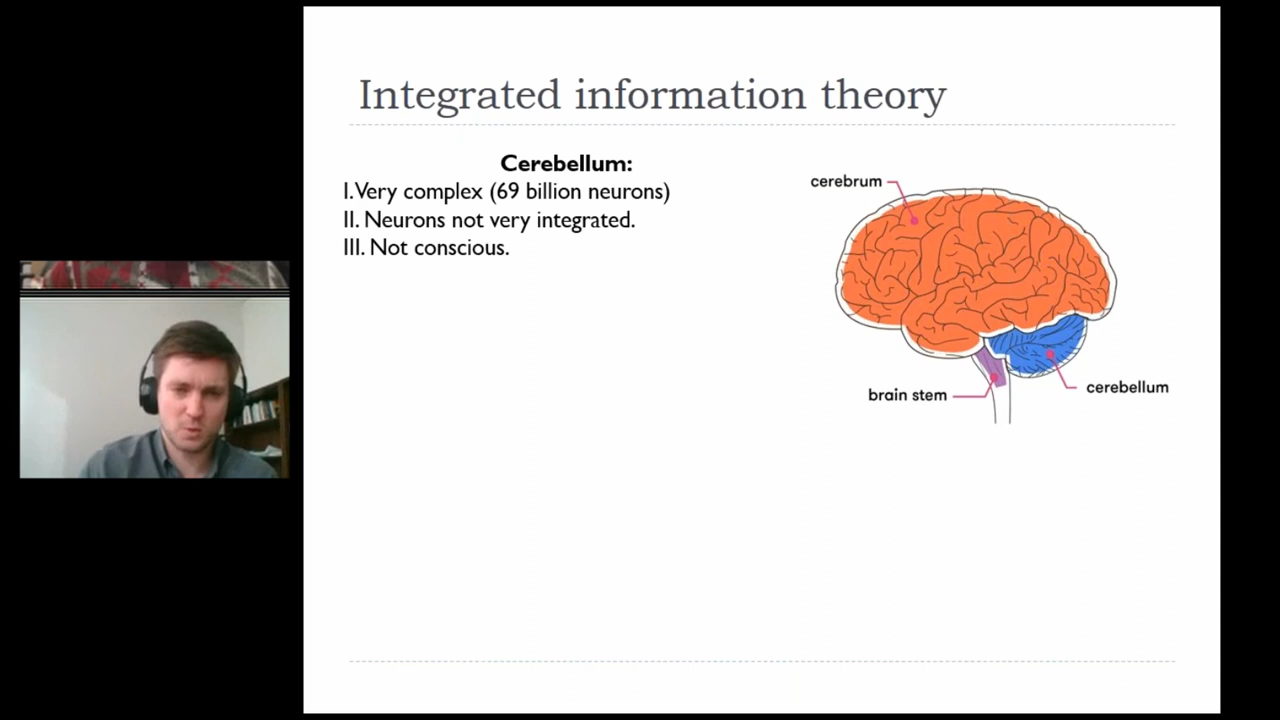 Integrated information theory
Cerebellum:
I. Very complex (69 billion neurons)
II. Neurons not very integrated.
III. Not conscious.
cerebrum
brain stem
cerebellum